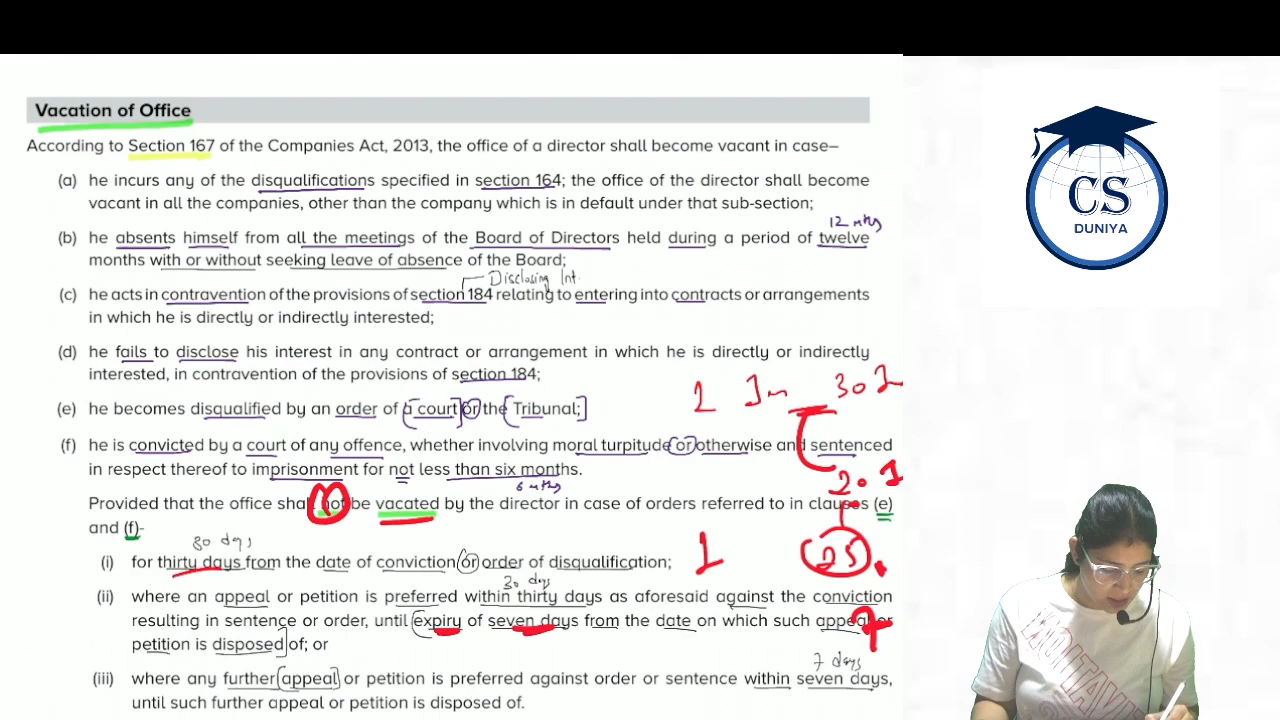 Vacation of Office
According to Section 167 of the Companies Act, 2013, the office of a director shall become vacant in case–
(a) he incurs any of the disqualifications specified in section 164; the office of the director shall become
vacant in all the companies, other than the company which is in default under that sub-section;
12 mths
(b) he absents himself from all the meetings of the Board of Directors held during a period of twelve
months with or without seeking leave of absence of the Board;
Disclosing Int.
(c) he acts in contravention of the provisions of section 184 relating to entering into contracts or arrangements
in which he is directly or indirectly interested;
(d) he fails to disclose his interest in any contract or arrangement in which he is directly or indirectly
interested, in contravention of the provisions of section 184;
(e) he becomes disqualified by an order of a court or the Tribunal;
(f) he is convicted by a court of any offence, whether involving moral turpitude or otherwise and sentenced
in respect thereof to imprisonment for not less than six months.
6 mths
Provided that the office shall not be vacated by the director in case of orders referred to in clauses (e)
and (f)-
30 days
(i) for thirty days from the date of conviction or order of disqualification;
25
30 days
(ii) where an appeal or petition is preferred within thirty days as aforesaid against the conviction
resulting in sentence or order, until expiry of seven days from the date on which such appeal or
petition is disposed of; or
7
7 days
(iii) where any further appeal or petition is preferred against order or sentence within seven days,
until such further appeal or petition is disposed of.
CS
DUNIYA